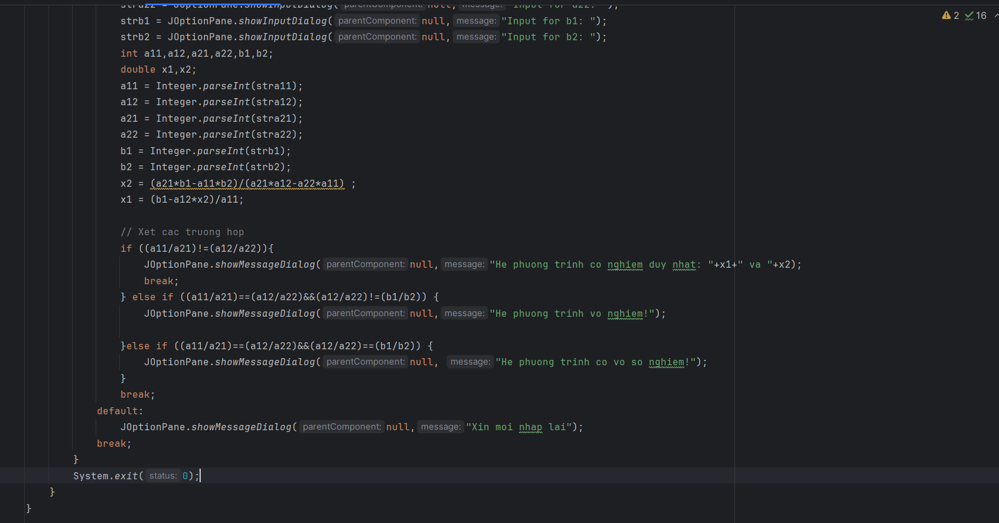 stra22 = JOptionPane.showInputDialog( parentComponent: null, message: "Input for a22: ");
strb1 = JOptionPane.showInputDialog( parentComponent: null, message: "Input for b1: ");
strb2 = JOptionPane.showInputDialog( parentComponent: null, message: "Input for b2: ");
int a11,a12,a21,a22,b1,b2;
double x1,x2;
a11 = Integer.parseInt(stra11);
a12 = Integer.parseInt(stra12);
a21 = Integer.parseInt(stra21);
a22 = Integer.parseInt(stra22);
b1 = Integer.parseInt(strb1);
b2 = Integer.parseInt(strb2);
x2 = (a21*b1-a11*b2)/(a21*a12-a22*a11) ;
x1 = (b1-a12*x2)/a11;
// Xet cac truong hop
if ((a11/a21)!=(a12/a22)){
JOptionPane.showMessageDialog( parentComponent: null, message: "He phuong trinh co nghiem duy nhat: "+x1+" va "+x2);
break;
} else if ((a11/a21)==(a12/a22)&&(a12/a22)!=(b1/b2)) {
JOptionPane.showMessageDialog( parentComponent: null, message: "He phuong trinh vo nghiem!");
}else if ((a11/a21)==(a12/a22)&&(a12/a22)==(b1/b2)) {
JOptionPane.showMessageDialog( parentComponent: null, message: "He phuong trinh co vo so nghiem!");
}
break;
default:
JOptionPane.showMessageDialog( parentComponent: null, message: "Xin moi nhap lai");
break;
}
System.exit( status: 0);
}
}
2 16